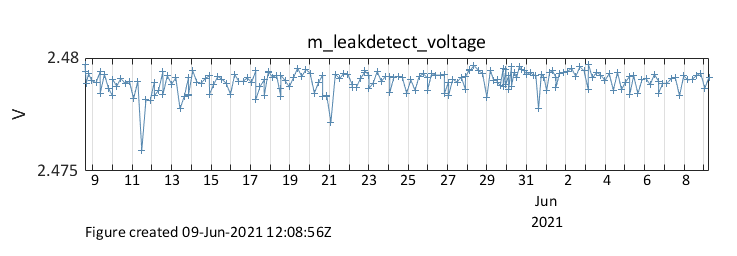 m_leakdetect_voltage
2.48
V
2.475
9 11 13 15 17 19 21 23 25 27 29 31 2 4 6 8
Jun
2021
Figure created 09-Jun-2021 12:08:56Z